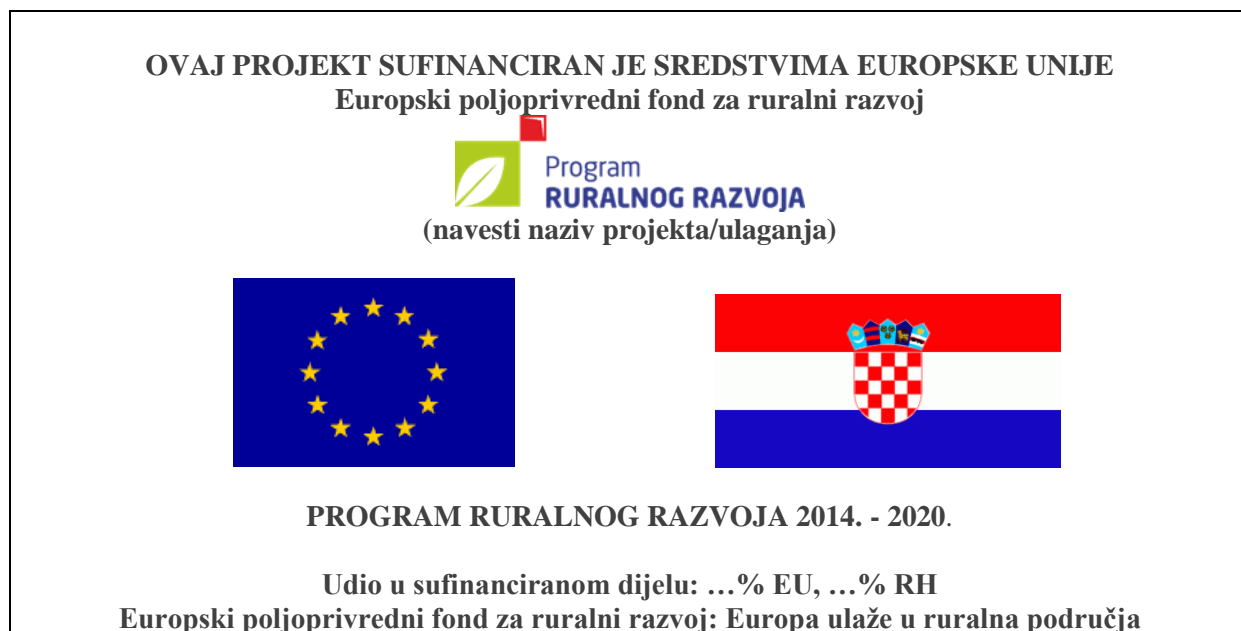 OVAJ PROJEKT SUFINANCIRAN JE SREDSTVIMA EUROPSKE UNIJE
Europski poljoprivredni fond za ruralni razvoj
Program
RURALNOG RAZVOJA
(navesti naziv projekta/ulaganja)
PROGRAM RURALNOG RAZVOJA 2014. - 2020.
Udio u sufinanciranom dijelu: …% EU, …% RH
Europski poljoprivredni fond za ruralni razvoj: Europa ulaže u ruralna područja